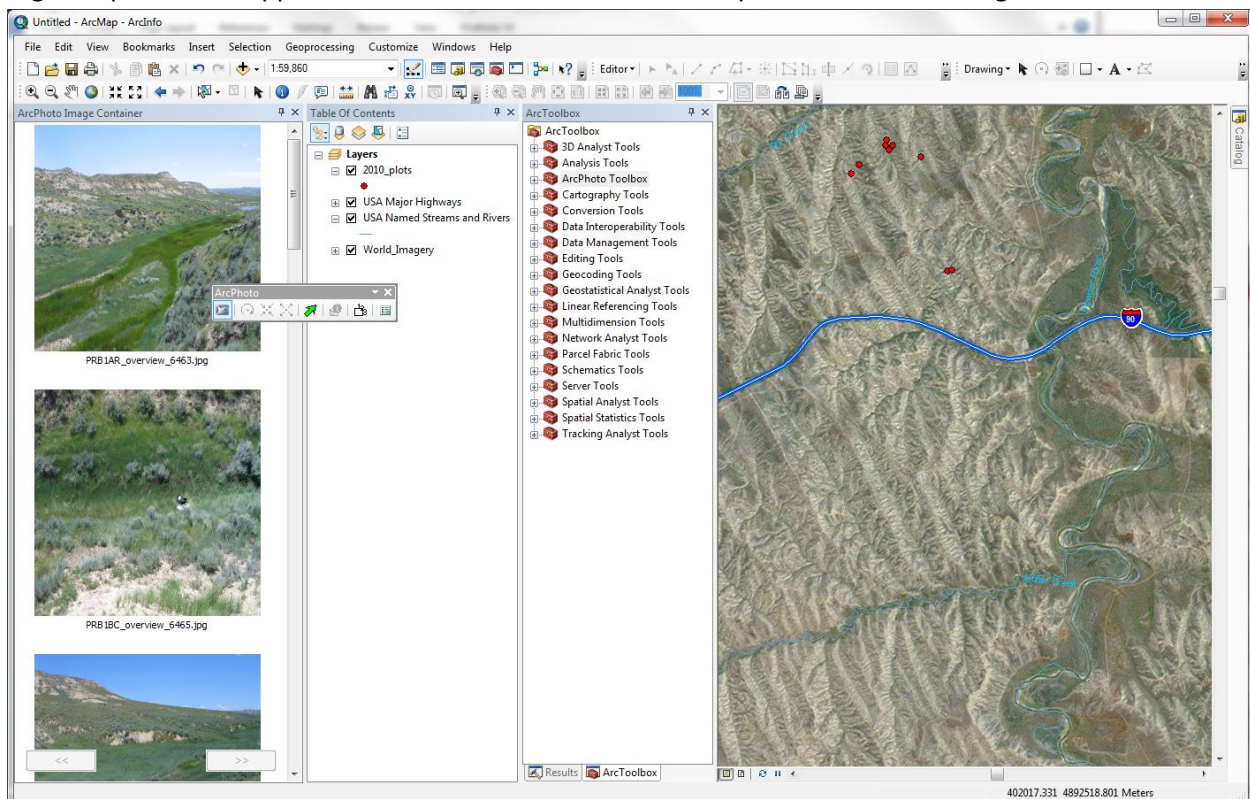 Untitled - ArcMap - ArcInfo
File Edit View Bookmarks Insert Selection Geoprocessing Customize Windows Help
1:59,860
Editor
Drawing
A
100%
ArcPhoto Image Container
Table Of Contents
ArcToolbox
Catalog
PRB1AR_overview_6463.jpg
PRB1BC_overview_6465.jpg
<<
>>
ArcPhoto
Layers
2010_plots
USA Major Highways
USA Named Streams and Rivers
World_Imagery
ArcToolbox
3D Analyst Tools
Analysis Tools
ArcPhoto Toolbox
Cartography Tools
Conversion Tools
Data Interoperability Tools
Data Management Tools
Editing Tools
Geocoding Tools
Geostatistical Analyst Tools
Linear Referencing Tools
Multidimension Tools
Network Analyst Tools
Parcel Fabric Tools
Schematics Tools
Server Tools
Spatial Analyst Tools
Spatial Statistics Tools
Tracking Analyst Tools
Results
ArcToolbox
Powder River
90
402017.331 4892518.801 Meters